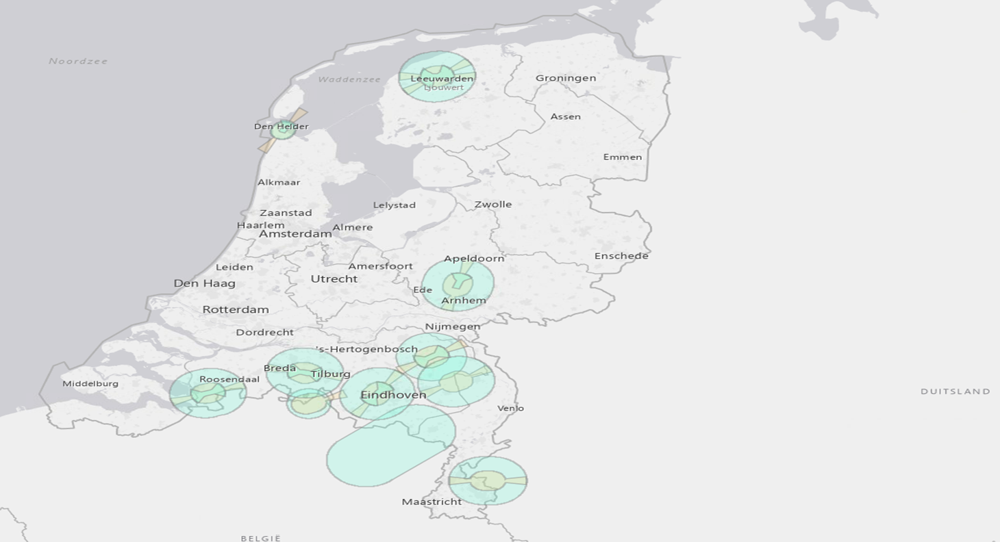 Noordzee
Waddenzee
Leeuwarden
Ljouwert
Groningen
Assen
Den Helder
Emmen
Alkmaar
Lelystad
Zwolle
Zaanstad
Haarlem
Almere
Amsterdam
Enschede
Apeldoorn
Leiden
Amersfoort
Den Haag
Utrecht
Ede
Arnhem
Rotterdam
Nijmegen
Dordrecht
's-Hertogenbosch
Breda
Tilburg
Roosendaal
Middelburg
Eindhoven
DUITSLAND
Venlo
Maastricht
BELGIË